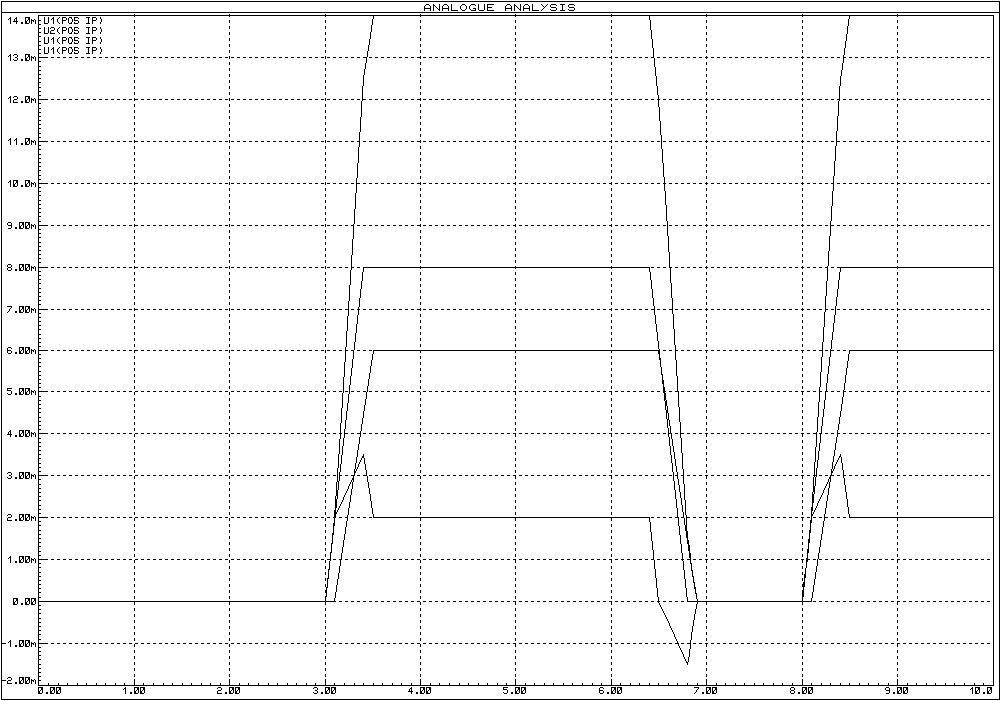 ANALOGUE ANALYSIS
14.0m
U1(POS IP)
U2(POS IP)
U1(POS IP)
U1(POS IP)
13.0m
12.0m
11.0m
10.0m
9.00m
8.00m
7.00m
6.00m
5.00m
4.00m
3.00m
2.00m
1.00m
0.00
-1.00m
-2.00m
0.00 1.00 2.00 3.00 4.00 5.00 6.00 7.00 8.00 9.00 10.0